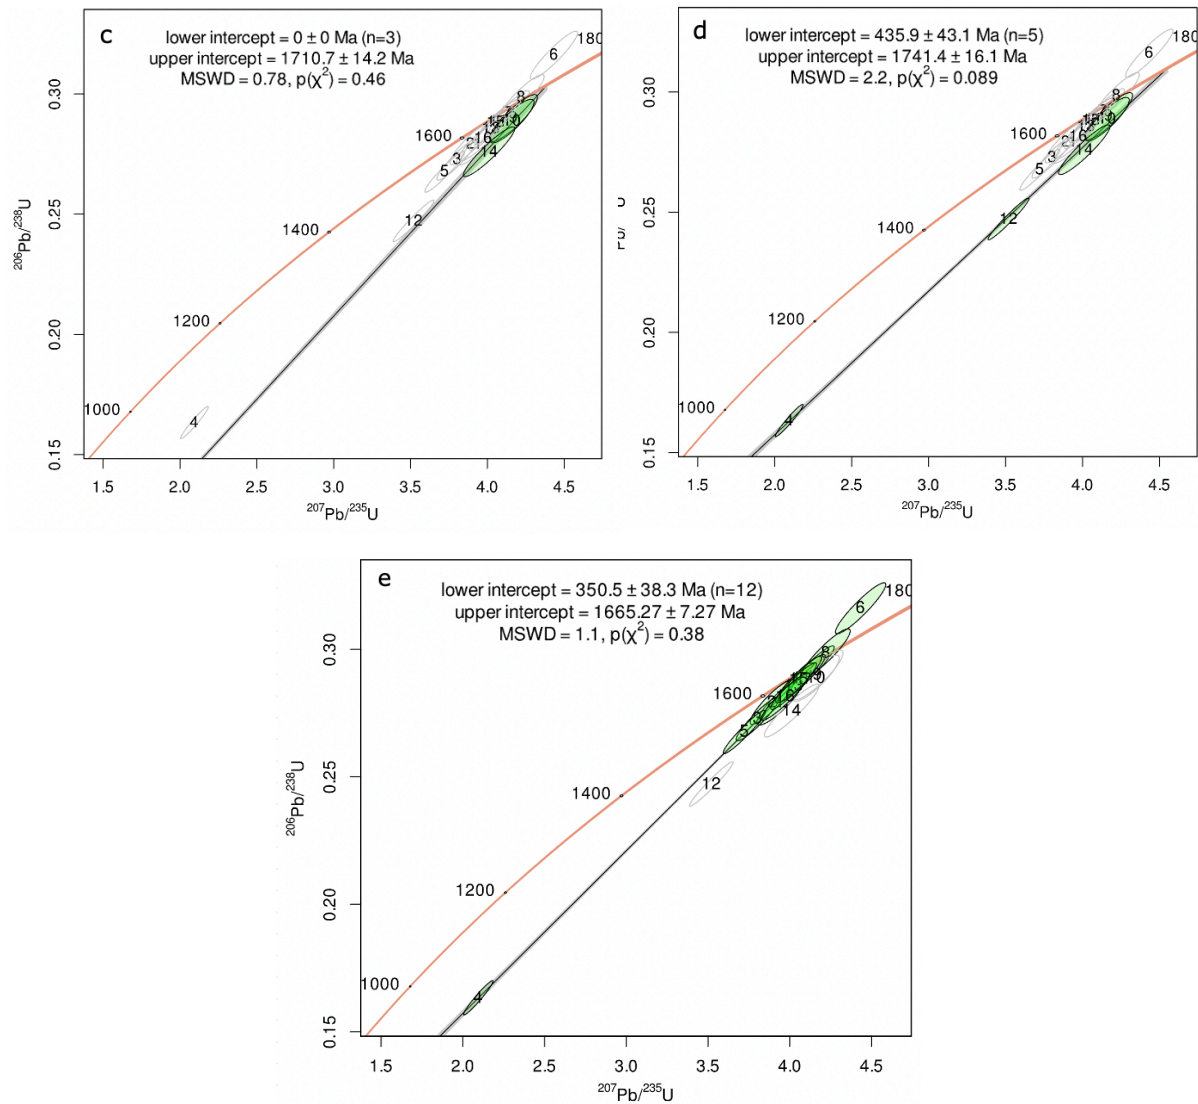 c
lower intercept = 0 ± 0 Ma (n=3)
upper intercept = 1710.7 ± 14.2 Ma
MSWD = 0.78, p(χ²) = 0.46
180
6
8
0.30
1600
16
14
3
5
0.25
12
1400
²⁰⁶Pb/²³⁸U
0.20
1200
1000
4
0.15
1.5 2.0 2.5 3.0 3.5 4.0 4.5
²⁰⁷Pb/²³⁵U
d
lower intercept = 435.9 ± 43.1 Ma (n=5)
upper intercept = 1741.4 ± 16.1 Ma
MSWD = 2.2, p(χ²) = 0.089
180
6
8
0.30
1600
16
14
3
5
0.25
12
1400
U
0.20
1200
1000
4
0.15
1.5 2.0 2.5 3.0 3.5 4.0 4.5
²⁰⁷Pb/²³⁵U
e
lower intercept = 350.5 ± 38.3 Ma (n=12)
upper intercept = 1665.27 ± 7.27 Ma
MSWD = 1.1, p(χ²) = 0.38
180
6
8
0.30
1600
16
14
3
5
0.25
12
1400
²⁰⁶Pb/²³⁸U
0.20
1200
1000
4
0.15
1.5 2.0 2.5 3.0 3.5 4.0 4.5
²⁰⁷Pb/²³⁵U